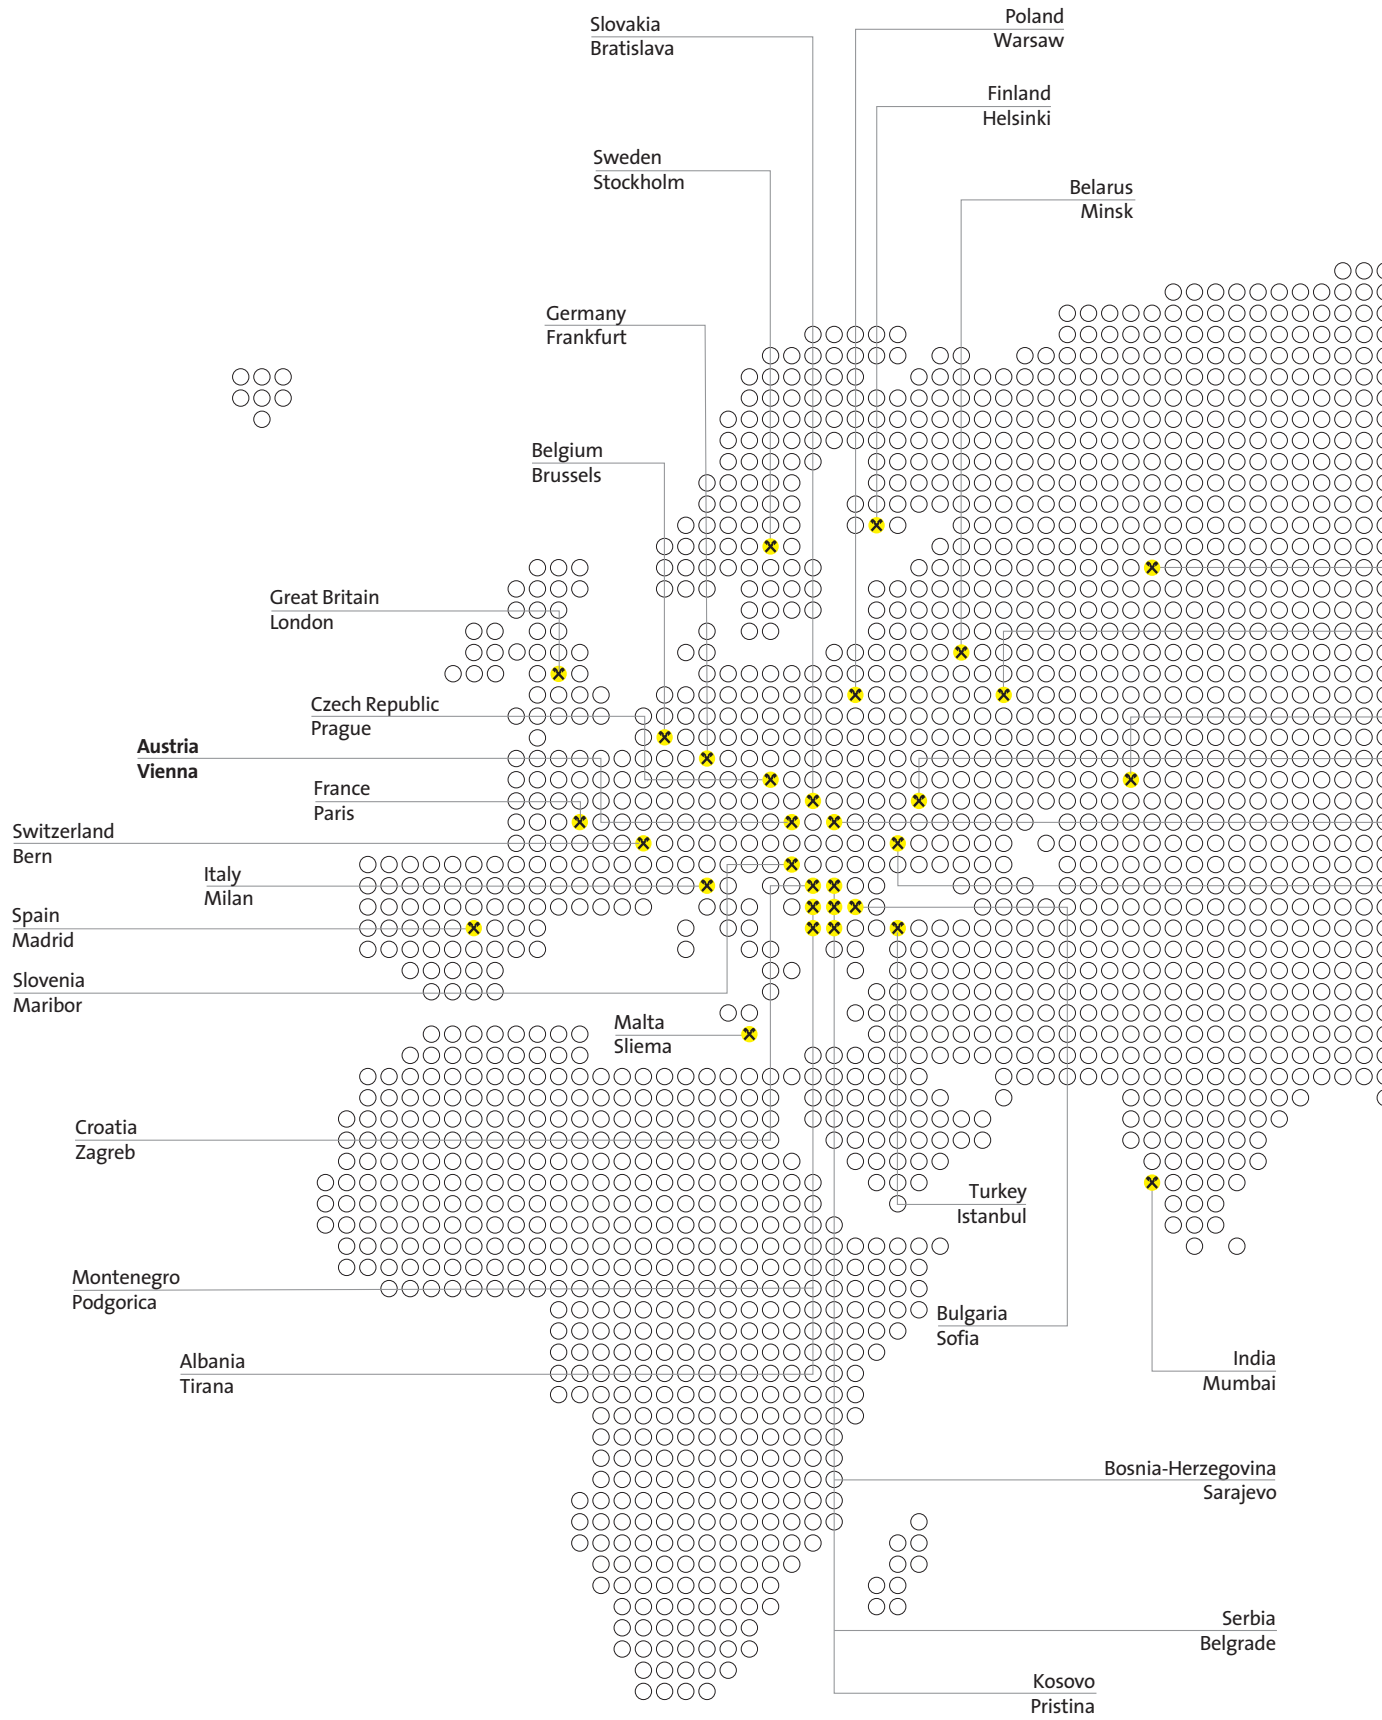 Slovakia
Bratislava
Poland
Warsaw
Finland
Helsinki
Sweden
Stockholm
Belarus
Minsk
Germany
Frankfurt
Belgium
Brussels
Great Britain
London
Czech Republic
Prague
Austria
Vienna
France
Paris
Switzerland
Bern
Italy
Milan
Spain
Madrid
Slovenia
Maribor
Malta
Sliema
Croatia
Zagreb
Turkey
Istanbul
Montenegro
Podgorica
Bulgaria
Sofia
Albania
Tirana
India
Mumbai
Bosnia-Herzegovina
Sarajevo
Serbia
Belgrade
Kosovo
Pristina